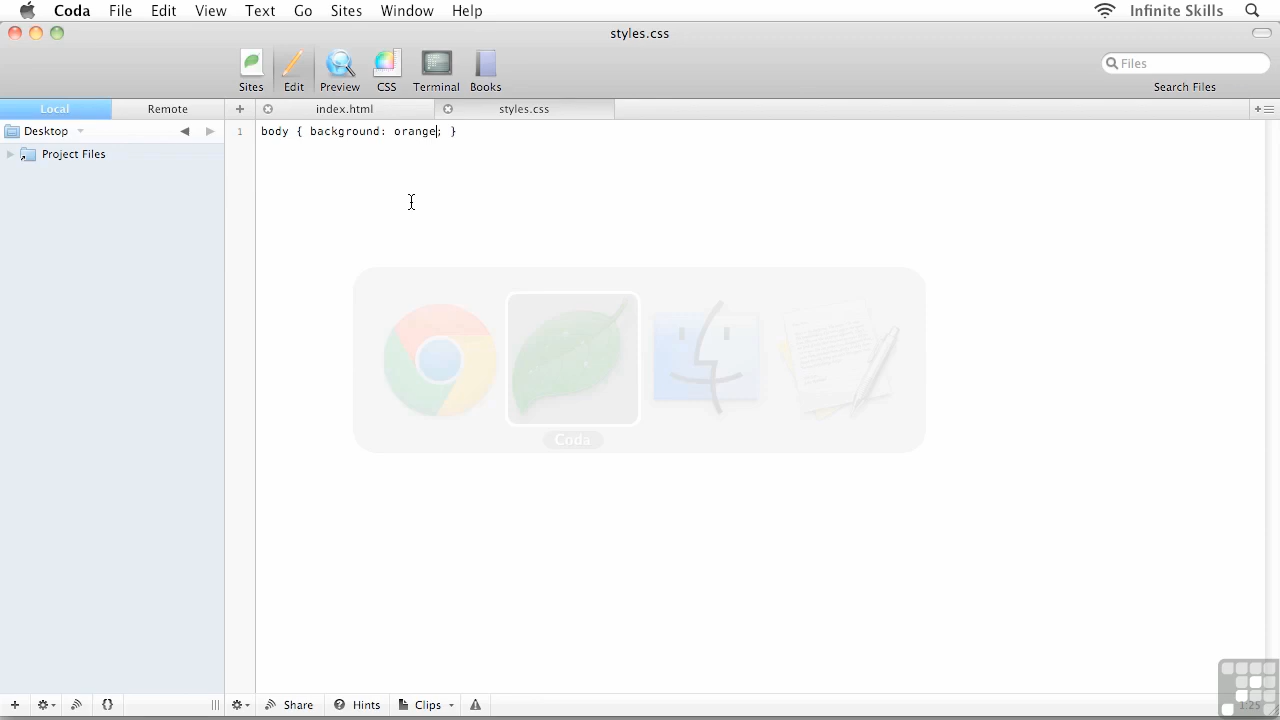 Coda File Edit View Text Go Sites Window Help Infinite Skills
styles.css
Sites Edit Preview CSS Terminal Books Files
Search Files
Local Remote + index.html styles.css
Desktop 1 body { background: orange; }
Project Files
Coda
Share Hints Clips 1:25